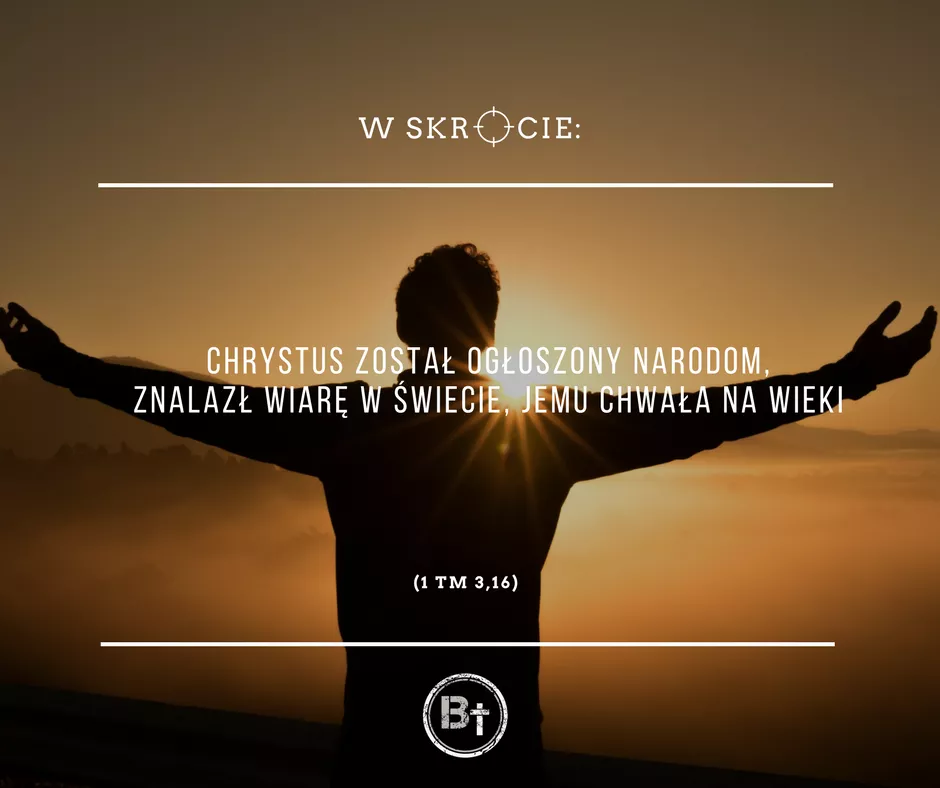 W SKRÓCIE:
CHRYSTUS ZOSTAŁ OGŁOSZONY NARODOM,
ZNALAZŁ WIARĘ W ŚWIECIE, JEMU CHWAŁA NA WIEKI
(1 TM 3,16)
B†